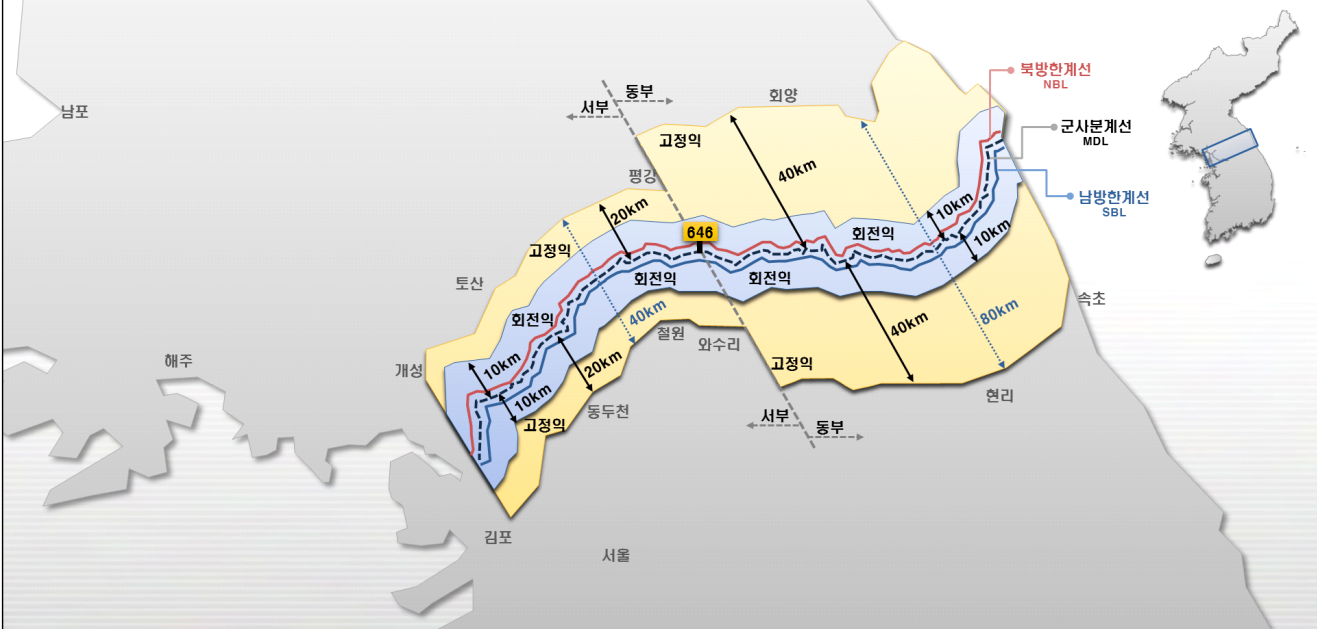 북방한계선
NBL
동부
서부
회양
남포
군사분계선
MDL
고정익
40km
평강
남방한계선
SBL
20km
10km
646
회전익
10km
고정익
회전익
회전익
토산
속초
40km
80km
회전익
40km
철원
와수리
해주
개성
10km
20km
고정익
10km
현리
동두천
고정익
서부
동부
김포
서울